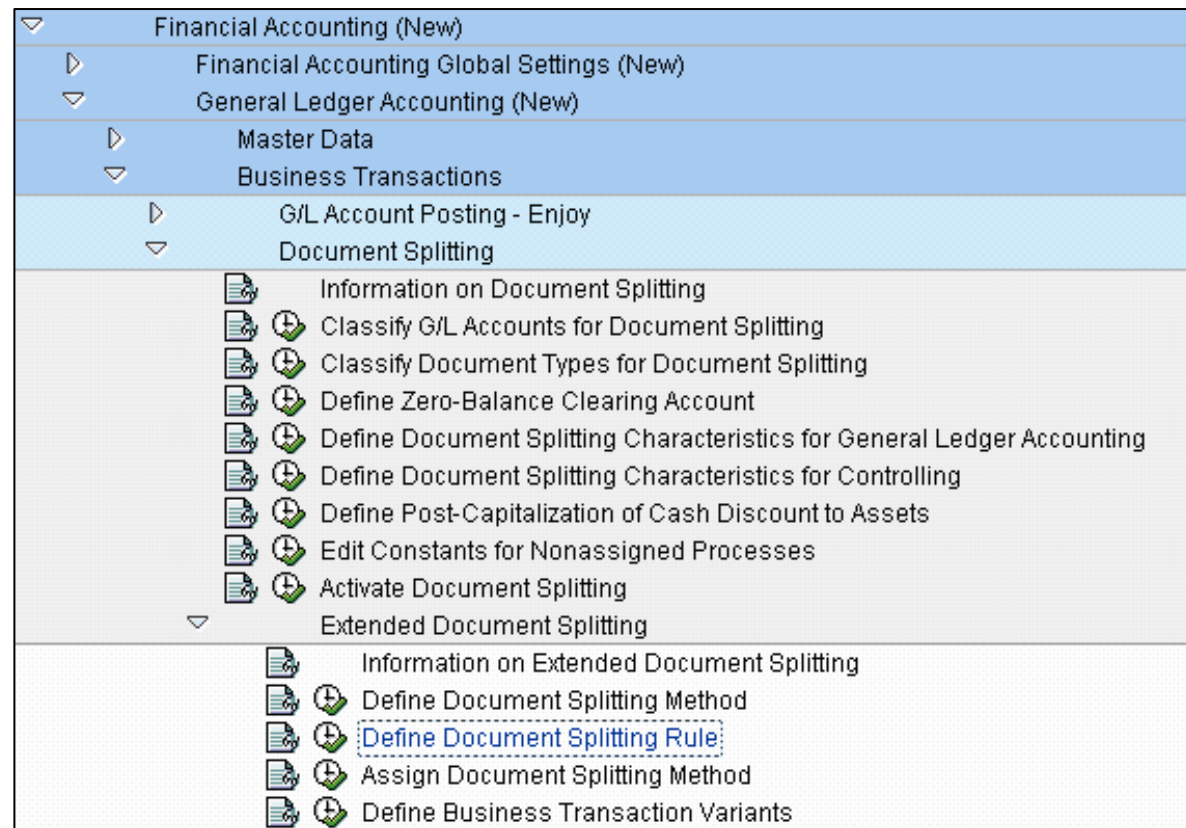 Financial Accounting (New)
Financial Accounting Global Settings (New)
General Ledger Accounting (New)
Master Data
Business Transactions
G/L Account Posting - Enjoy
Document Splitting
Information on Document Splitting
Classify G/L Accounts for Document Splitting
Classify Document Types for Document Splitting
Define Zero-Balance Clearing Account
Define Document Splitting Characteristics for General Ledger Accounting
Define Document Splitting Characteristics for Controlling
Define Post-Capitalization of Cash Discount to Assets
Edit Constants for Nonassigned Processes
Activate Document Splitting
Extended Document Splitting
Information on Extended Document Splitting
Define Document Splitting Method
Define Document Splitting Rule
Assign Document Splitting Method
Define Business Transaction Variants